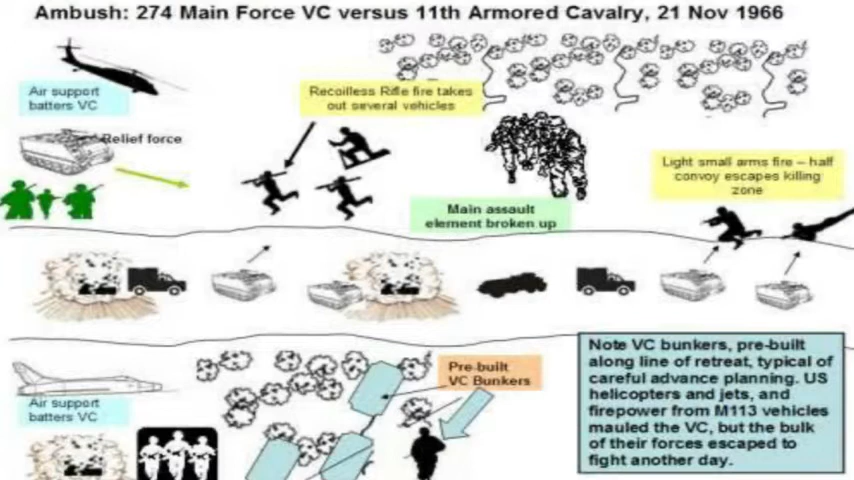 Ambush: 274 Main Force VC versus 11th Armored Cavalry, 21 Nov 1966
Air support
batters VC
Recoilless Rifle fire takes
out several vehicles
Relief force
Light small arms fire – half
convoy escapes killing
zone
Main assault
element broken up
Pre-built
VC Bunkers
Air support
batters VC
Note VC bunkers, pre-built
along line of retreat, typical of
careful advance planning. US
helicopters and jets, and
firepower from M113 vehicles
mauled the VC, but the bulk
of their forces escaped to
fight another day.